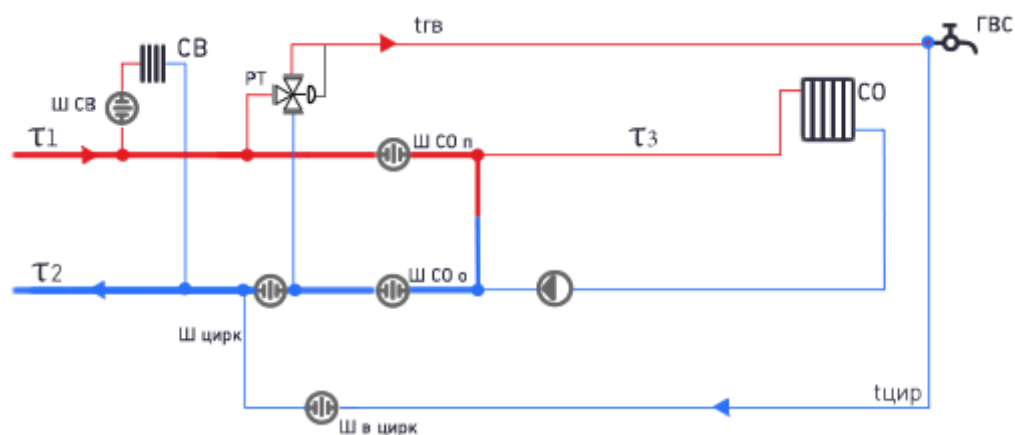 tгв
ГВС
СВ
РТ
СО
Ш СВ
τ1
Ш СО п
τ3
τ2
Ш СО о
Ш цирк
tцир
Ш в цирк